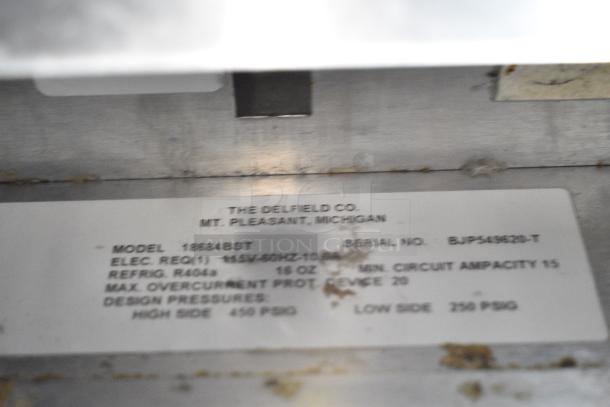 THE DELFIELD CO.
MT. PLEASANT, MICHIGAN
MODEL 18684BST SERIAL NO. BJP549620-T
ELEC. REQ(1) 115V-60HZ-10.
REFRIG. R404a 16 OZ MIN. CIRCUIT AMPACITY 15
MAX. OVERCURRENT PROT. DEVICE 20
DESIGN PRESSURES:
HIGH SIDE 450 PSIG LOW SIDE 250 PSIG